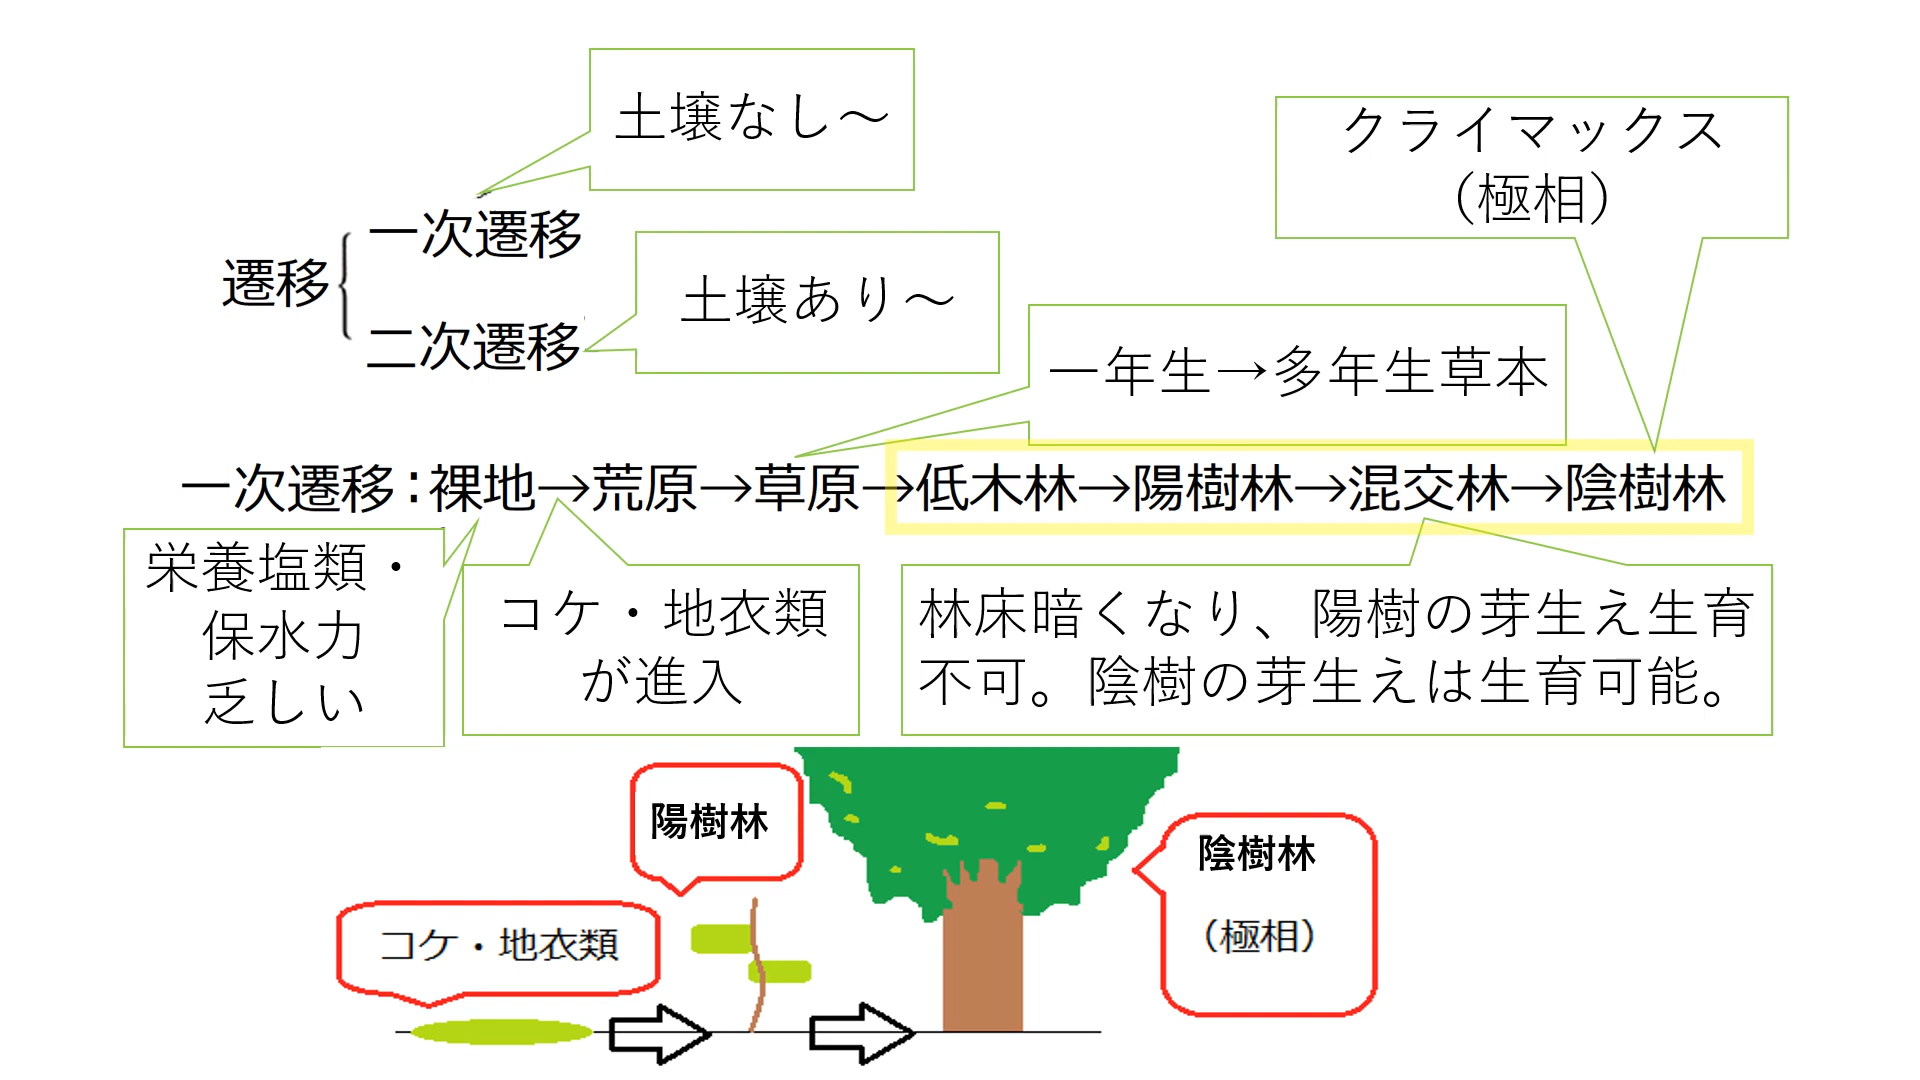 土壌なし～
クライマックス
（極相）
一次遷移
遷移
土壌あり～
二次遷移
一年生→多年生草本
一次遷移：裸地→荒原→草原→低木林→陽樹林→混交林→陰樹林
栄養塩類・
保水力
乏しい
コケ・地衣類
が進入
林床暗くなり、陽樹の芽生え生育
不可。陰樹の芽生えは生育可能。
陽樹林
陰樹林
（極相）
コケ・地衣類